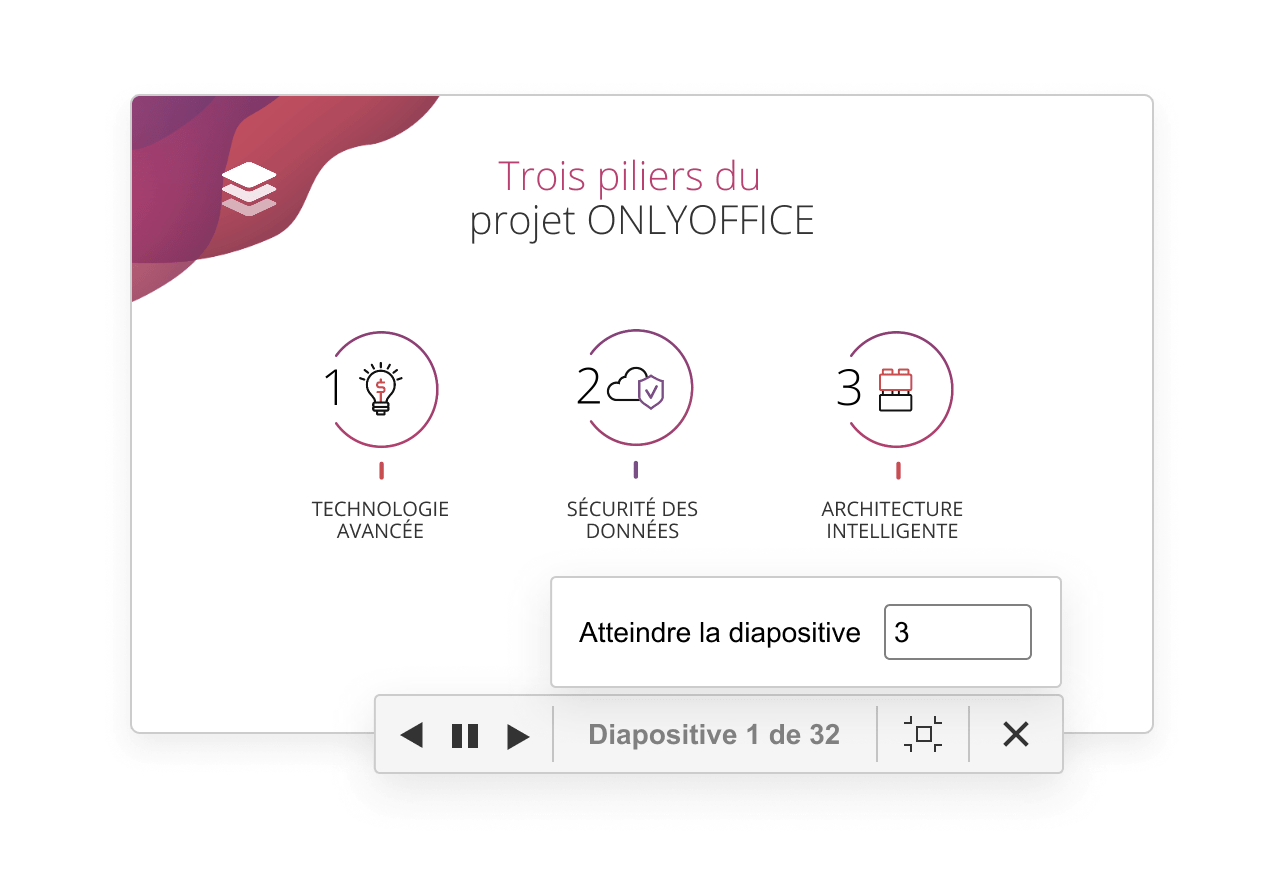 Trois piliers du
projet ONLYOFFICE
1
$
2
3
TECHNOLOGIE
AVANCÉE
SÉCURITÉ DES
DONNÉES
ARCHITECTURE
INTELLIGENTE
Atteindre la diapositive 3
Diapositive 1 de 32